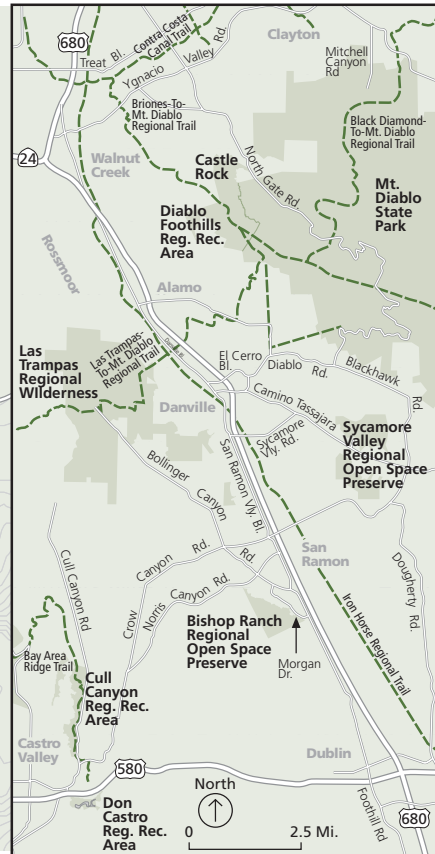 680
Treat Bl.
Contra Costa
Canal Trail
Ygnacio Valley Rd.
Clayton
Mitchell
Canyon
Rd
Briones-To-
Mt. Diablo
Regional Trail
Black Diamond-
To-Mt. Diablo
Regional Trail
24
Walnut
Creek
Castle
Rock
North Gate Rd.
Mt.
Diablo
State
Park
Diablo
Foothills
Reg. Rec.
Area
Rossmoor
Alamo
Las
Trampas
Regional
WIlderness
Las Trampas-
To-Mt. Diablo
Regional Trail
El Cerro
Bl.
Diablo Rd.
Blackhawk Rd.
Danville
Camino Tassajara
Sycamore
Vly. Rd.
Sycamore
Valley
Regional
Open Space
Preserve
San Ramon Vly. Bl.
Bollinger Canyon Rd.
Crow Canyon Rd.
Norris Canyon Rd.
San
Ramon
Dougherty Rd.
Cull Canyon Rd
Iron Horse Regional Trail
Bishop Ranch
Regional
Open Space
Preserve
Morgan
Dr.
Bay Area
Ridge Trail
Cull
Canyon
Reg. Rec.
Area
Castro
Valley
Dublin
580
Don
Castro
Reg. Rec.
Area
North
0 2.5 Mi.
Foothill Rd
680